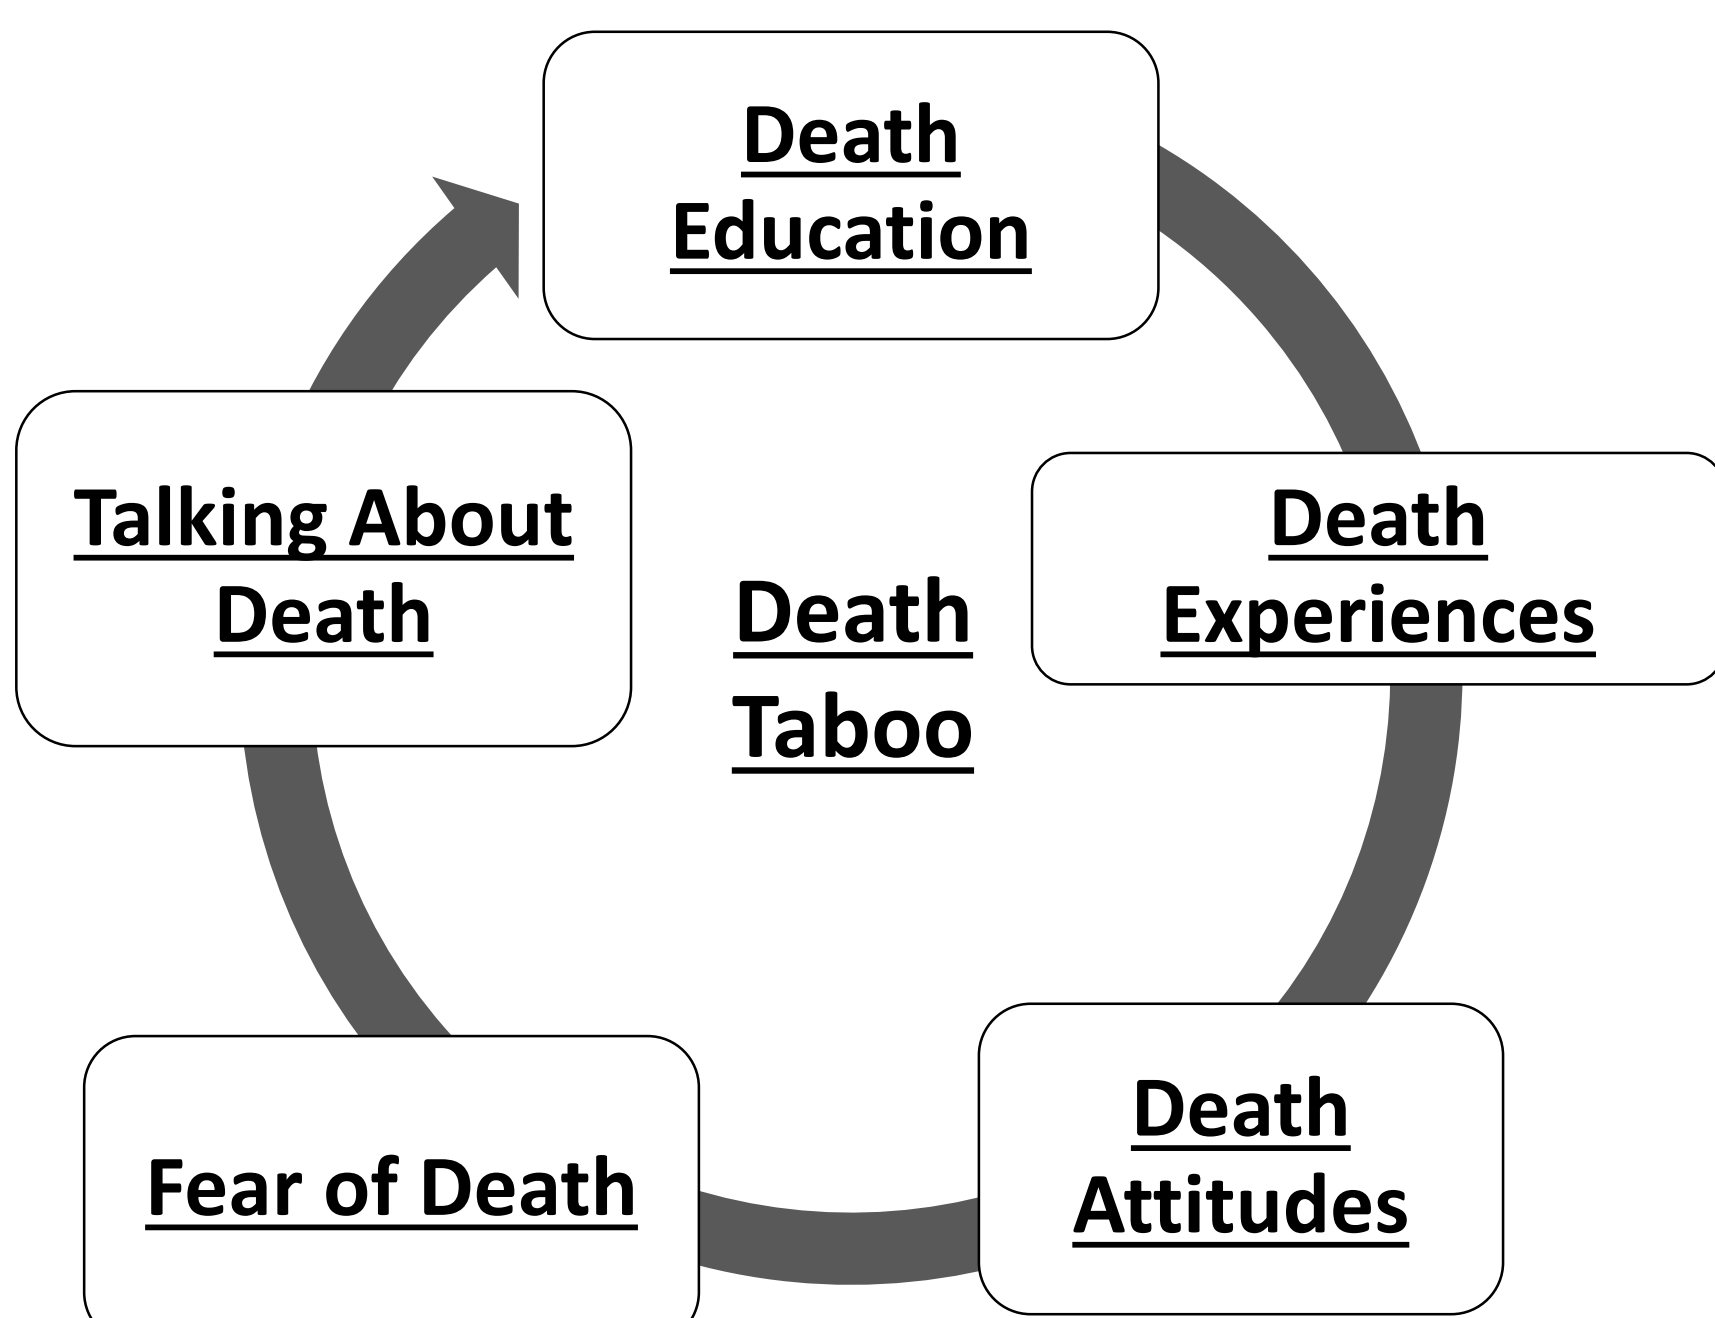 Death
Education
Talking About
Death
Death
Experiences
Death
Taboo
Death
Attitudes
Fear of Death